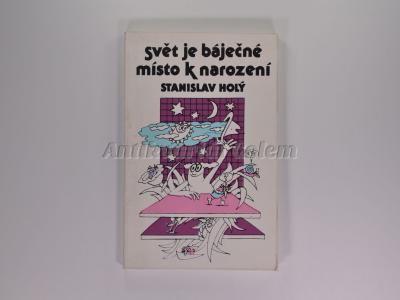 svět je báječné
místo k narození
STANISLAV HOLÝ